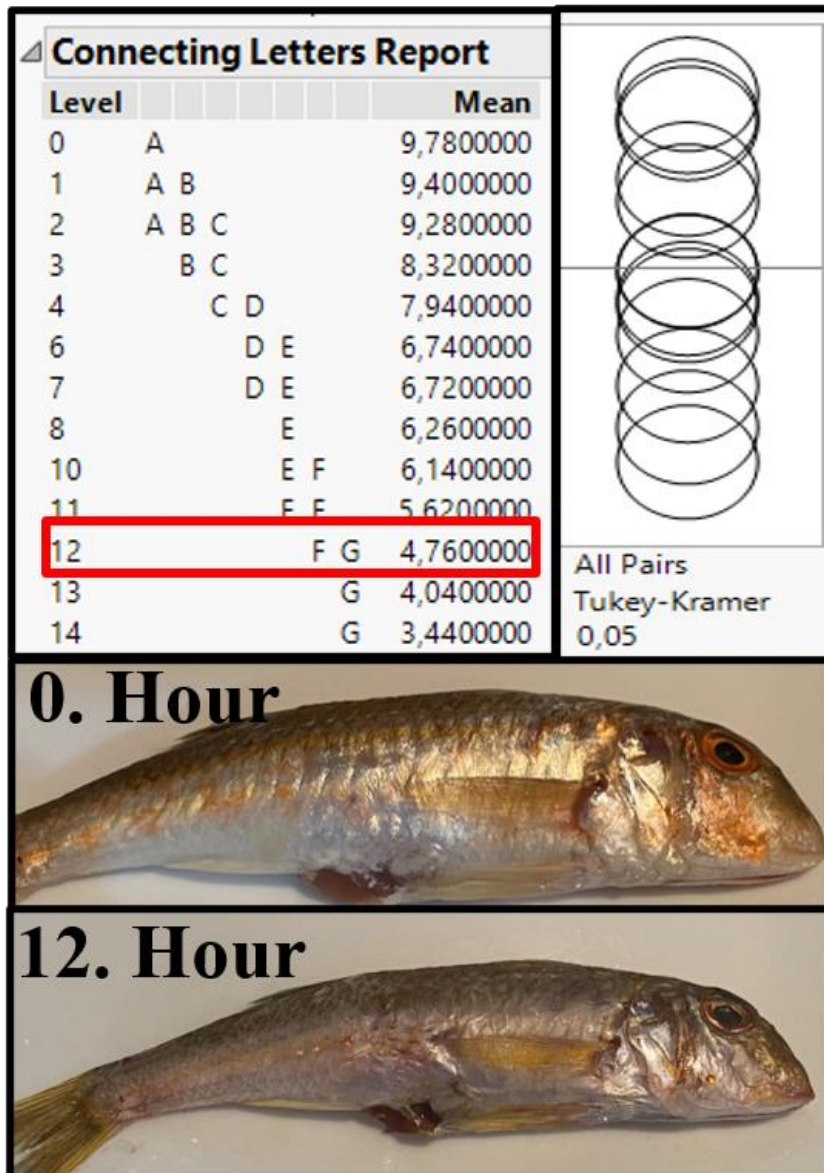 Connecting Letters Report
Level Mean
0 A 9,7800000
1 A B 9,4000000
2 A B C 9,2800000
3 B C 8,3200000
4 C D 7,9400000
6 D E 6,7400000
7 D E 6,7200000
8 E 6,2600000
10 E F 6,1400000
11 E F 5,6200000
12 F G 4,7600000
13 G 4,0400000
14 G 3,4400000
All Pairs
Tukey-Kramer
0,05
0. Hour
12. Hour